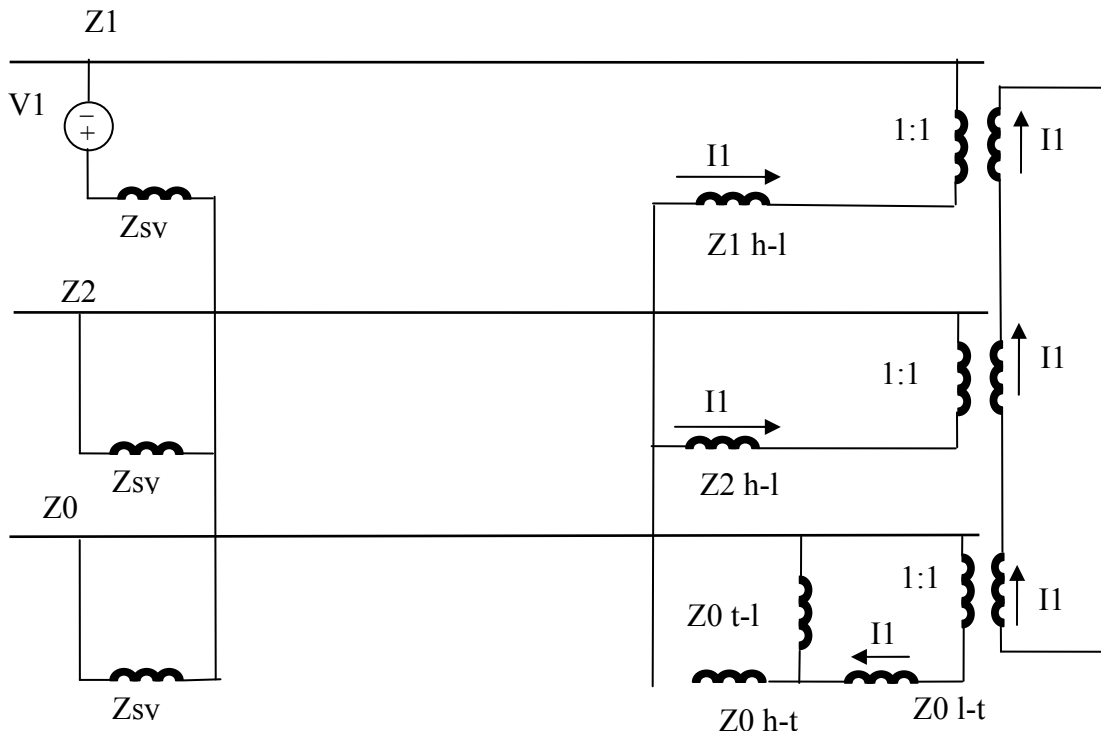 Z1
V1
−
+
1:1
I1
I1
Zsv
Z1 h-l
Z2
1:1
I1
I1
Zsv
Z2 h-l
Z0
1:1
Z0 t-l
I1
I1
Zsv
Z0 h-t
Z0 l-t